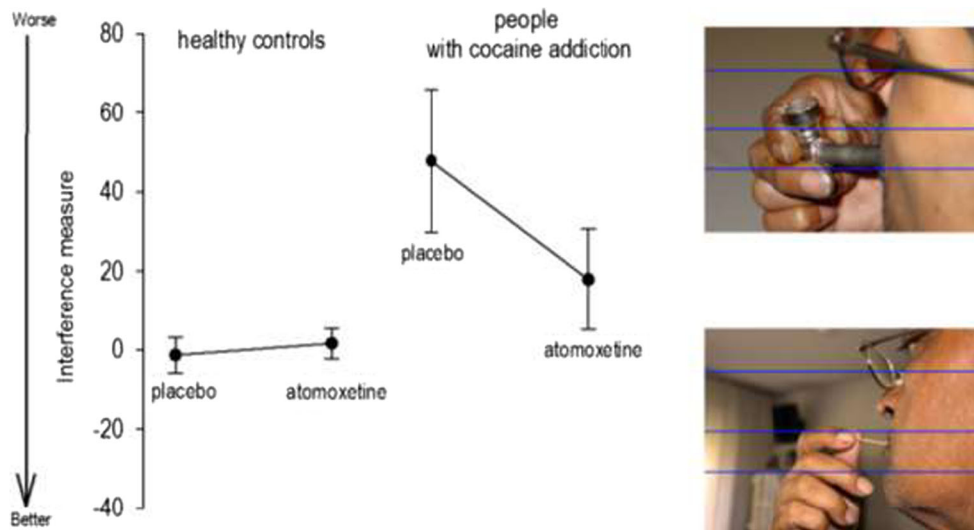 Worse
80
healthy controls
people
with cocaine addiction
60
40
placebo
20
atomoxetine
0
placebo
atomoxetine
-20
-40
Better
Interference measure